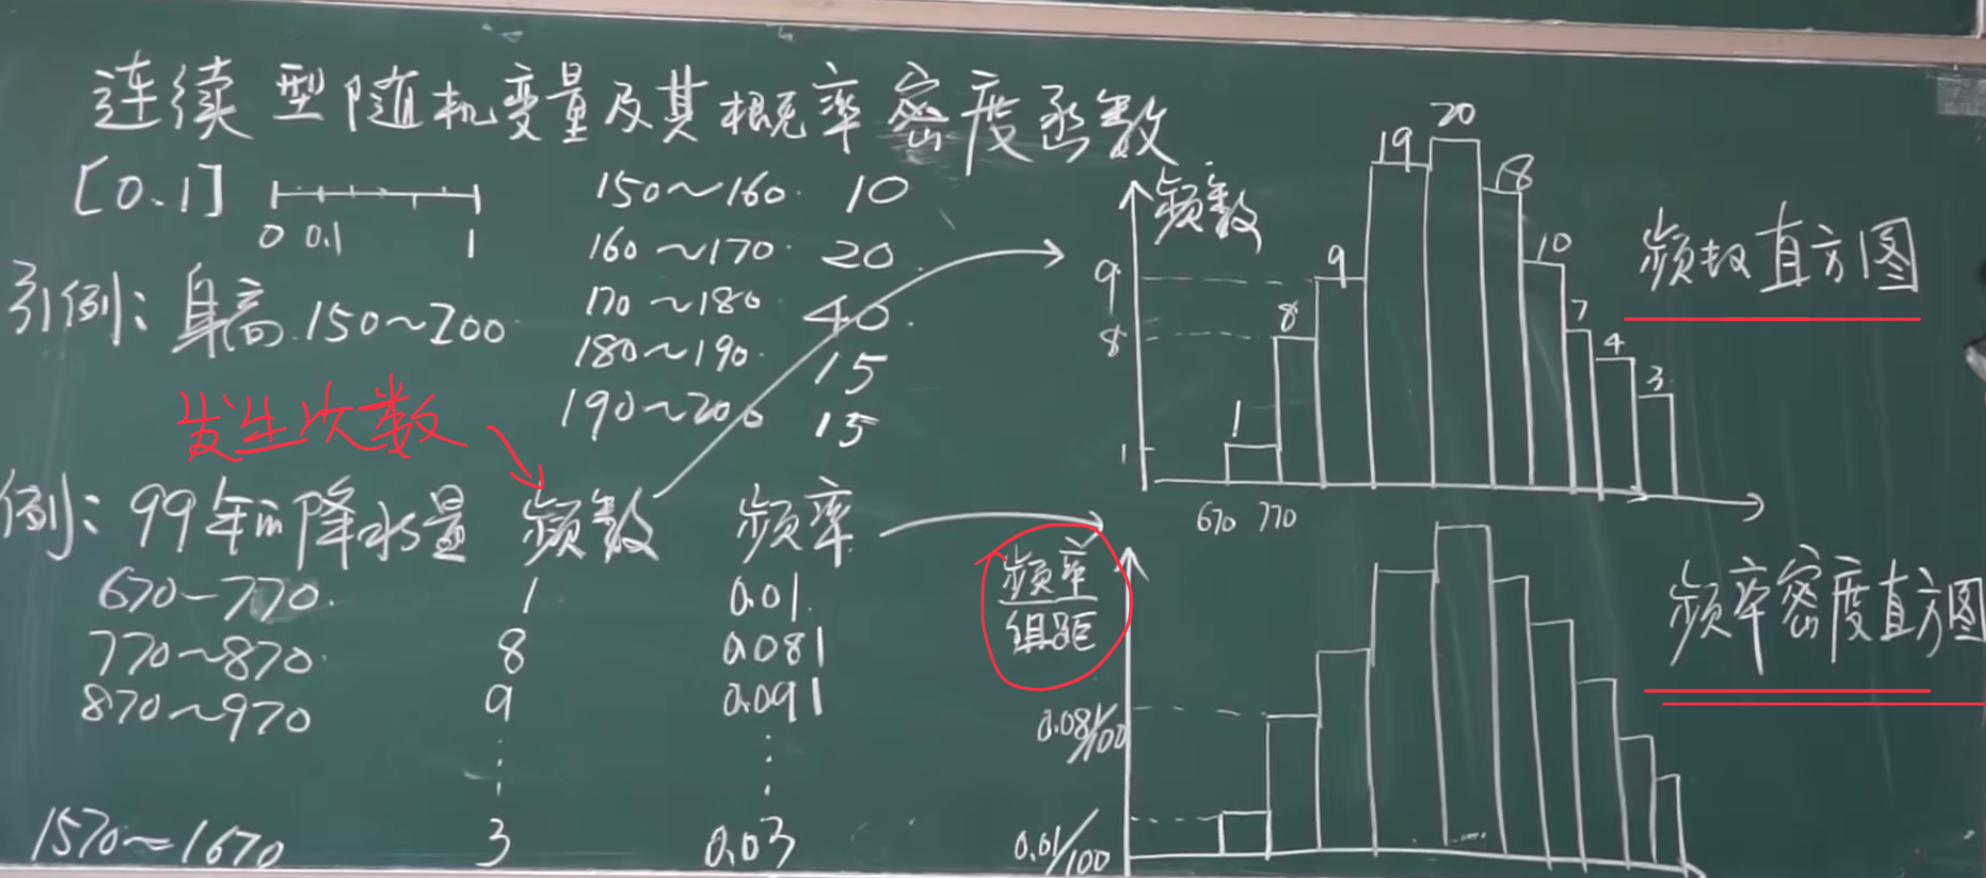 连续型随机变量及其概率密度函数
[0.1]
0 0.1 1
引例: 身高 150~200
150~160 10
160~170 20
170~180 40
180~190 15
190~200 15
发生次数
例: 99年的降水量 频数 频率
670~770 1 0.01
770~870 8 0.081
870~970 9 0.091
⋮ ⋮
1570~1670 3 0.03
频数
9
8
1
1 8 9 19 20 18 10 7 4 3
670 770
频数直方图
频率
组距
0.081/100
0.01/100
频率密度直方图